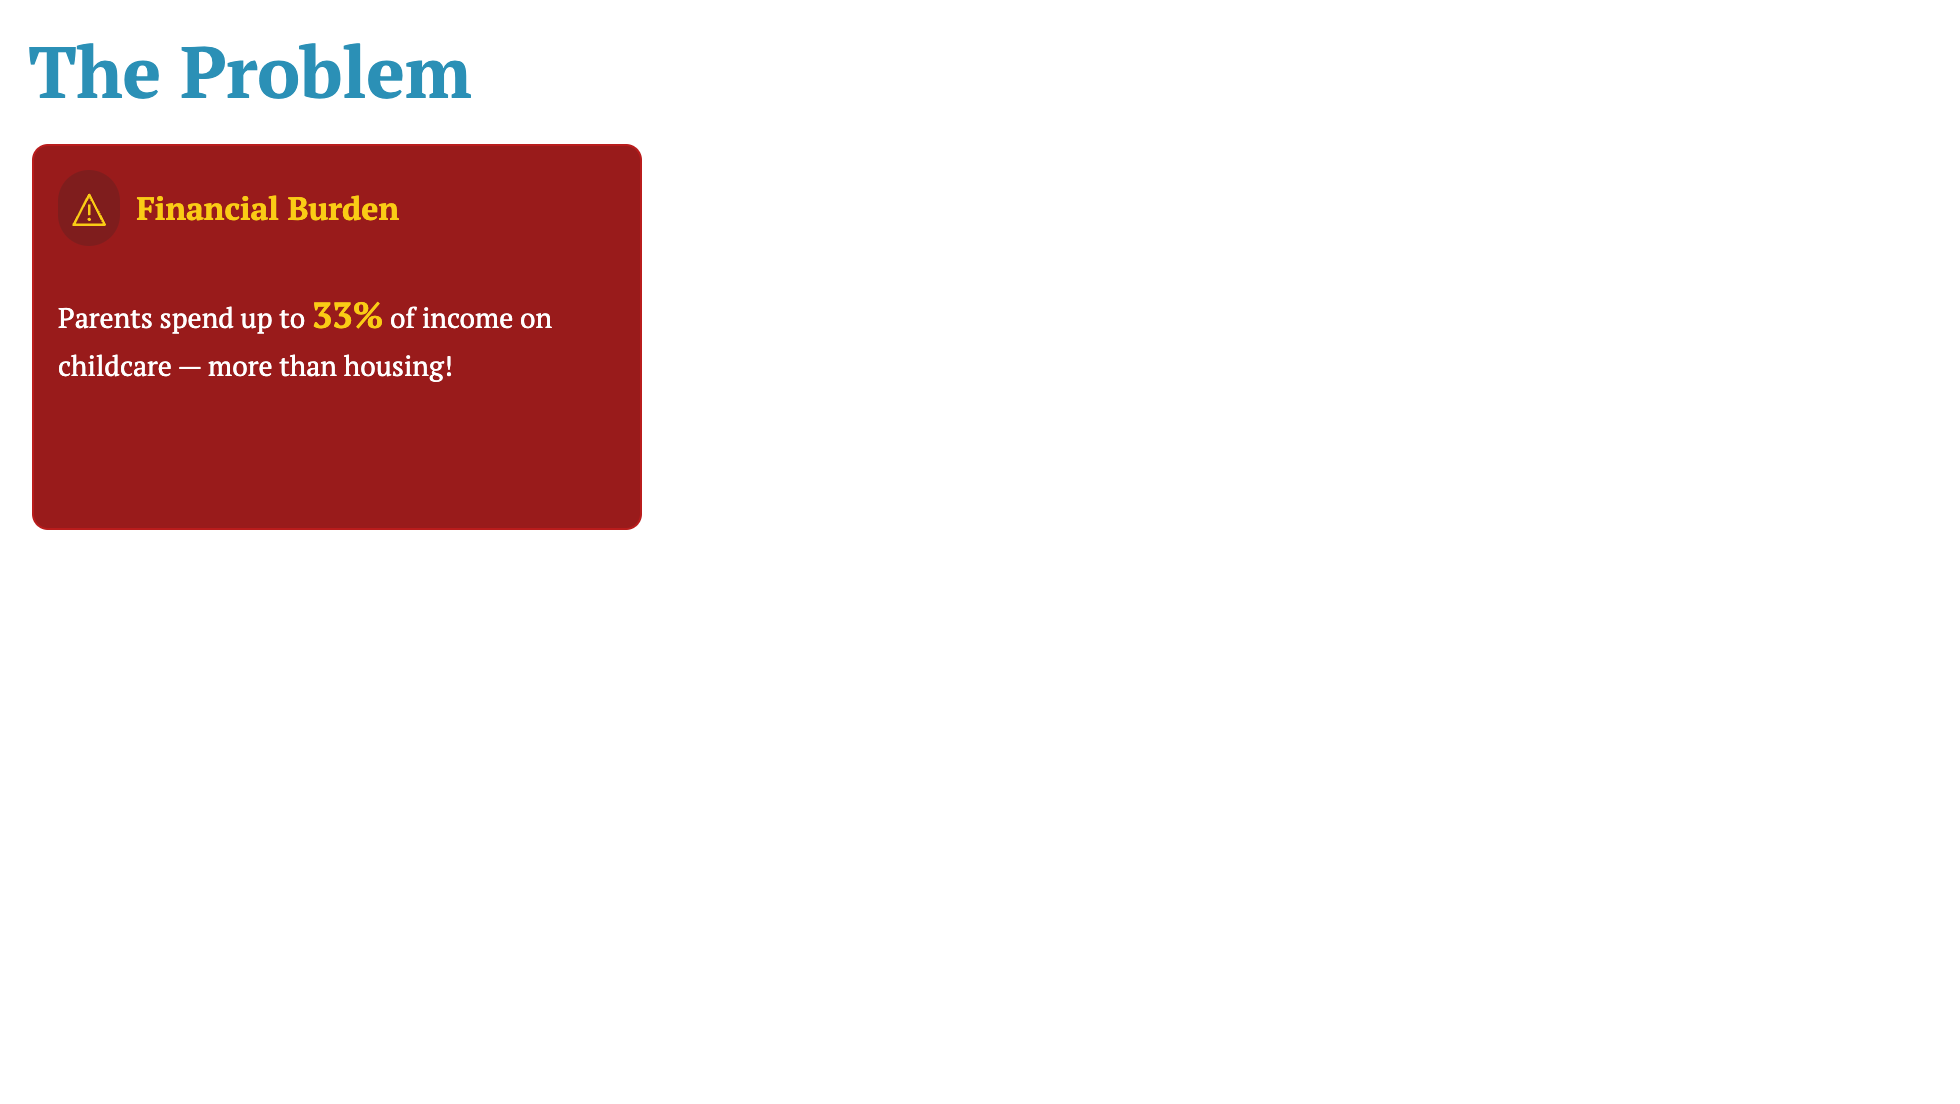 The Problem
Financial Burden
Parents spend up to 33% of income on
childcare — more than housing!